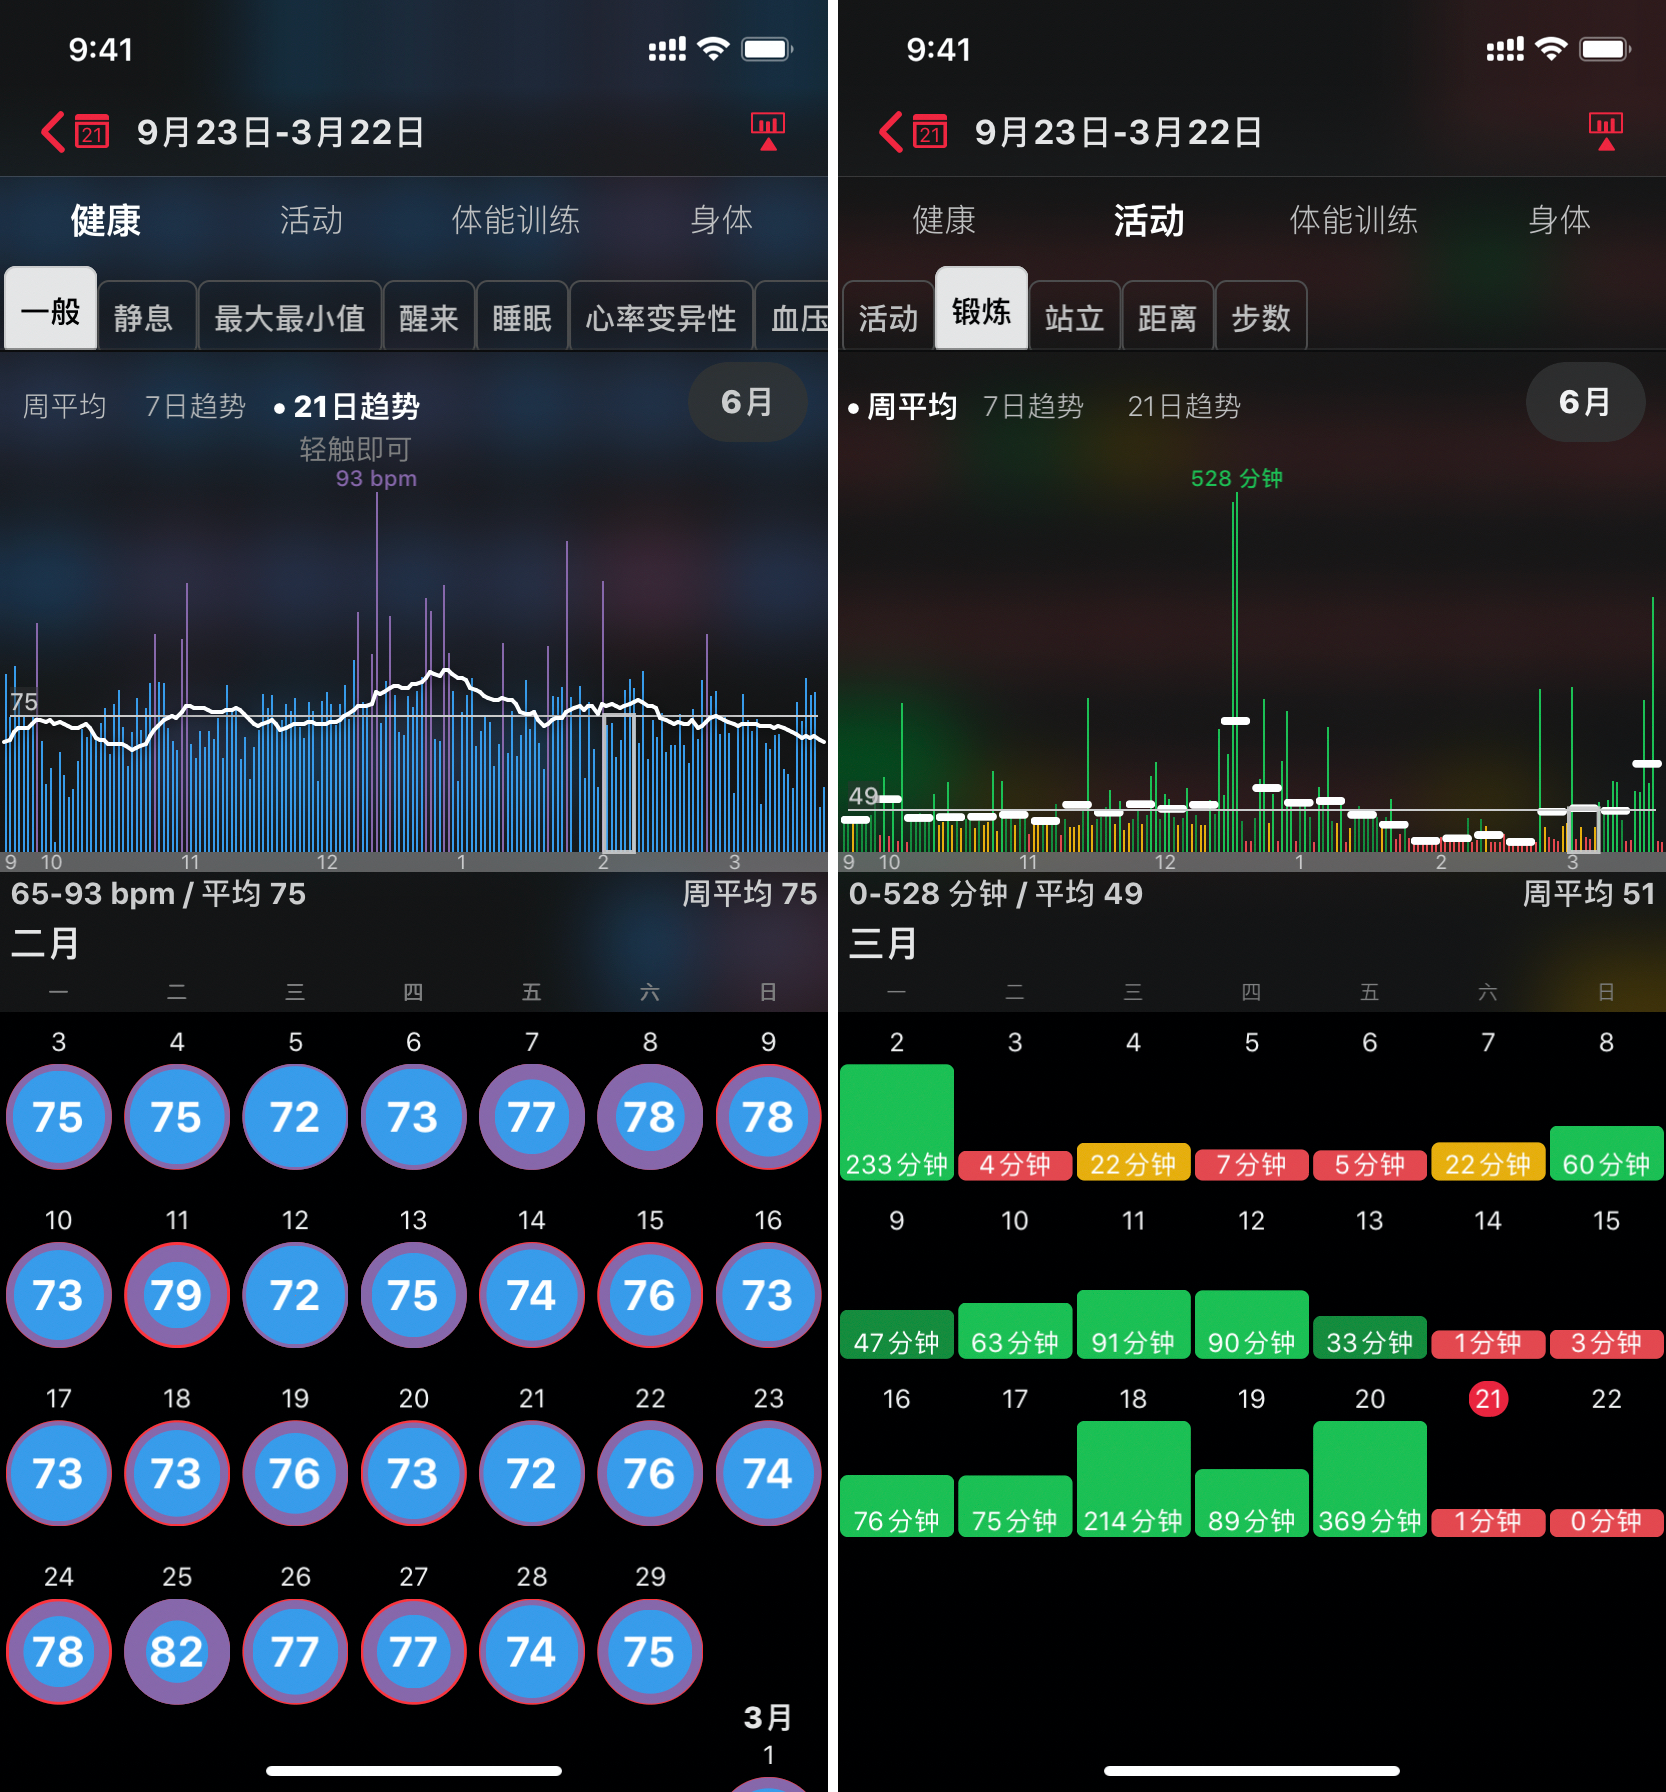 9:41
21 9月23日-3月22日
健康 活动 体能训练 身体
一般 静息 最大最小值 醒来 睡眠 心率变异性 血压
周平均 7日趋势 •21日趋势 6月
轻触即可
93 bpm
75
9 10 11 12 1 2 3
65-93 bpm / 平均 75 周平均 75
二月
一 二 三 四 五 六 日
3 4 5 6 7 8 9
75 75 72 73 77 78 78
10 11 12 13 14 15 16
73 79 72 75 74 76 73
17 18 19 20 21 22 23
73 73 76 73 72 76 74
24 25 26 27 28 29
78 82 77 77 74 75
3月
1
9:41
21 9月23日-3月22日
健康 活动 体能训练 身体
活动 锻炼 站立 距离 步数
•周平均 7日趋势 21日趋势 6月
528 分钟
49
9 10 11 12 1 2 3
0-528 分钟 / 平均 49 周平均 51
三月
一 二 三 四 五 六 日
2 3 4 5 6 7 8
233分钟 4分钟 22分钟 7分钟 5分钟 22分钟 60分钟
9 10 11 12 13 14 15
47分钟 63分钟 91分钟 90分钟 33分钟 1分钟 3分钟
16 17 18 19 20 21 22
76分钟 75分钟 214分钟 89分钟 369分钟 1分钟 0分钟